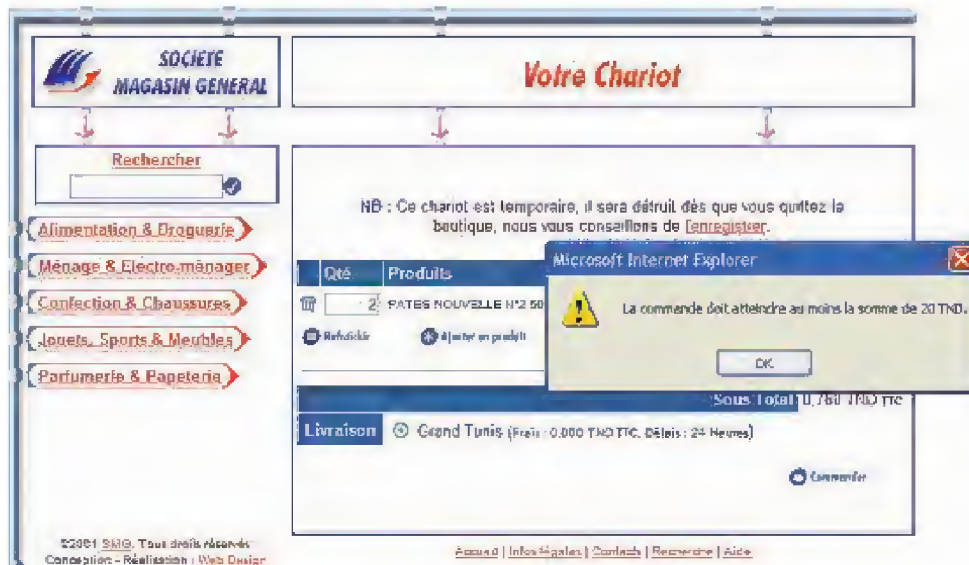 SOCIETE
MAGASIN GENERAL
Votre Chariot
Rechercher
Alimentation & Droguerie
Ménage & Electro-ménager
Confection & Chaussures
Jouets, Sports & Meubles
Parfumerie & Papeterie
NB : Ce chariot est temporaire, il sera détruit dès que vous quittez la
boutique, nous vous conseillons de l'enregistrer.
Qté Produits
2 PATES NOUVELLE N°2 50
Rafraîchir Ajouter un produit
Microsoft Internet Explorer
La commande doit atteindre au moins la somme de 20 TND.
OK
Sous Total 0,760 TND TTC
Livraison Grand Tunis (Frais : 0.000 TND TTC. Délais : 24 Heures)
Commander
©2001 SMG. Tous droits réservés
Conception - Réalisation : Web Design
Accueil | Infos légales | Contacts | Recherche | Aide